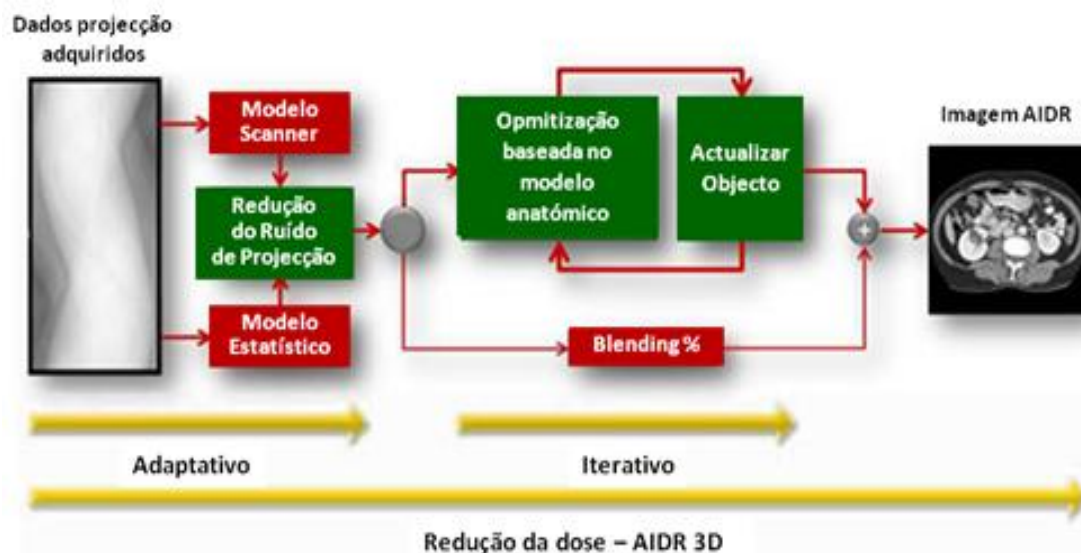 Dados projecção
adquiridos
Modelo
Scanner
Redução
do Ruído
de Projecção
Modelo
Estatístico
Opmitização
baseada no
modelo
anatómico
Actualizar
Objecto
Blending %
+
Imagem AIDR
Adaptativo
Iterativo
Redução da dose – AIDR 3D